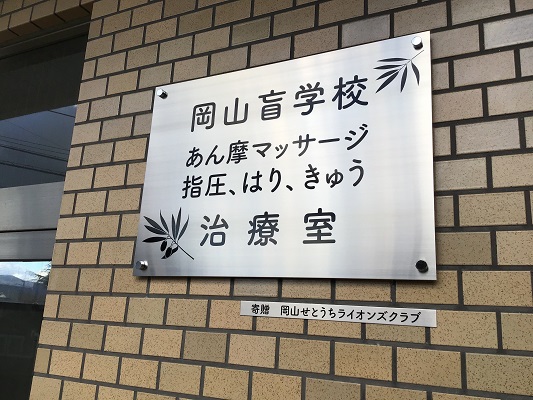 岡山盲学校
あん摩マッサージ
指圧、はり、きゅう
治療室
寄贈 岡山せとうちライオンズクラブ